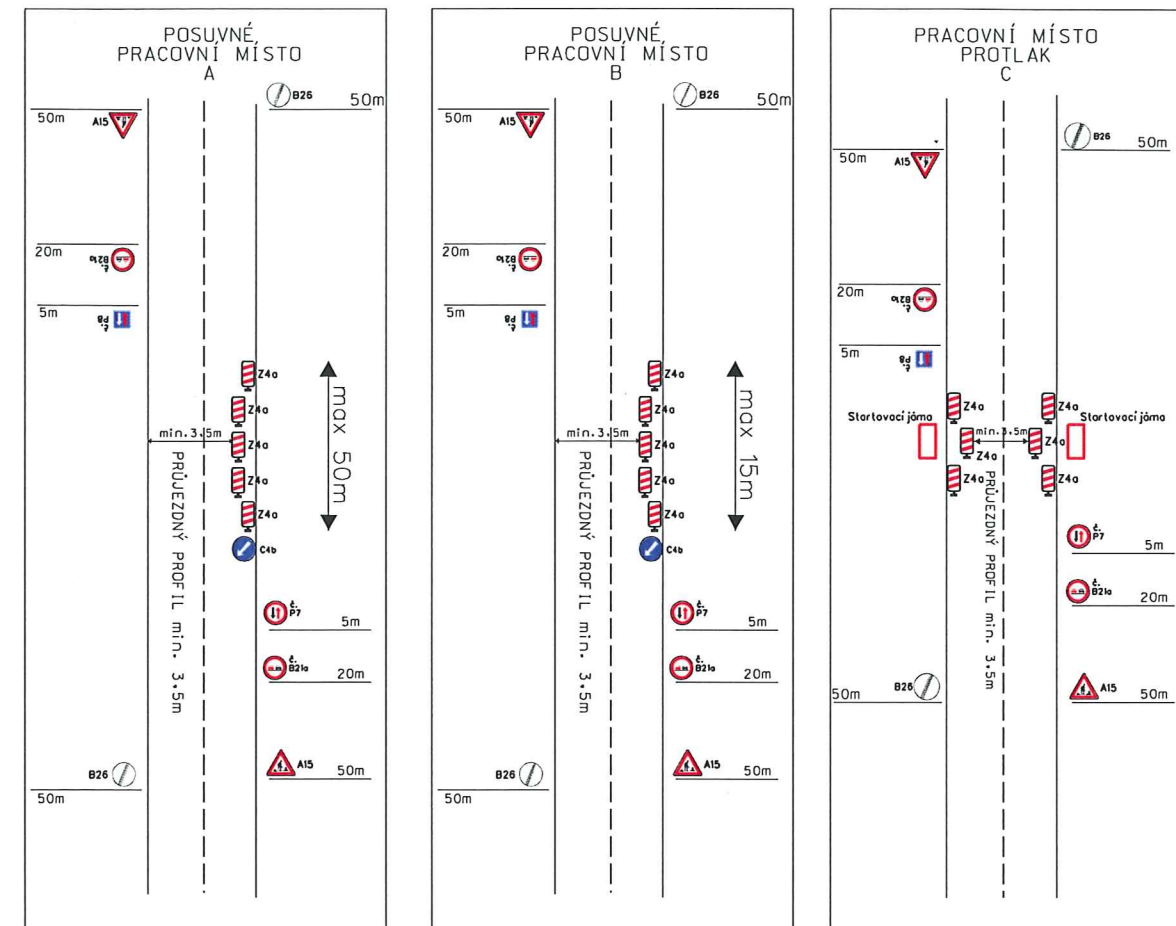 POSUVNÉ
PRACOVNÍ MÍSTO
A
B26 50m
50m A15
20m č. B21a
5m č. P8
Z4a
Z4a
min.3.5m Z4a
Z4a
Z4a
max 50m
C4b
PRŮJEZDNÝ PROFIL min. 3.5m
č. P7 5m
č. B21a 20m
A15 50m
B26
50m
POSUVNÉ
PRACOVNÍ MÍSTO
B
B26 50m
50m A15
20m č. B21a
5m č. P8
Z4a
Z4a
min.3.5m Z4a
Z4a
Z4a
max 15m
C4b
PRŮJEZDNÝ PROFIL min. 3.5m
č. P7 5m
č. B21a 20m
A15 50m
B26
50m
PRACOVNÍ MÍSTO
PROTLAK
C
B26 50m
50m A15
20m č. B21a
5m č. P8
Z4a Z4a
Startovací jáma Startovací jáma
min.3.5m Z4a
Z4a
Z4a Z4a
PRŮJEZDNÝ PROFIL min. 3.5m
č. P7 5m
č. B21a 20m
A15 50m
B26
50m